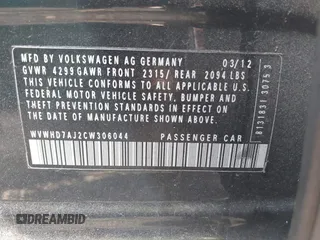 MFD BY VOLKSWAGEN AG GERMANY 03/12
GVWR 4299 GAWR FRONT 2315/REAR 2094 LBS
THIS VEHICLE CONFORMS TO ALL APPLICABLE U.S.
FEDERAL MOTOR VEHICLE SAFETY, BUMPER AND
THEFT PREVENTION STANDARDS IN EFFECT ON THE
DATE OF MANUFACTURE SHOWN ABOVE.
WVWHD7AJ2CW306044 PASSENGER CAR
DREAMBID